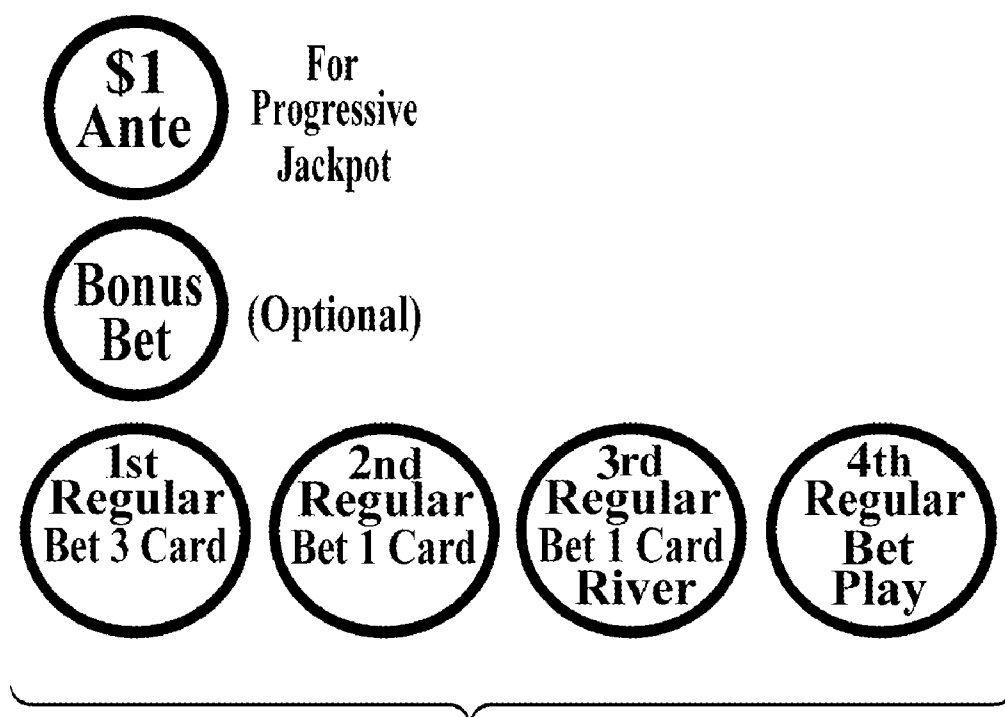 $1
Ante
For
Progressive
Jackpot
Bonus
Bet
(Optional)
1st
Regular
Bet 3 Card
2nd
Regular
Bet 1 Card
3rd
Regular
Bet 1 Card
River
4th
Regular
Bet
Play